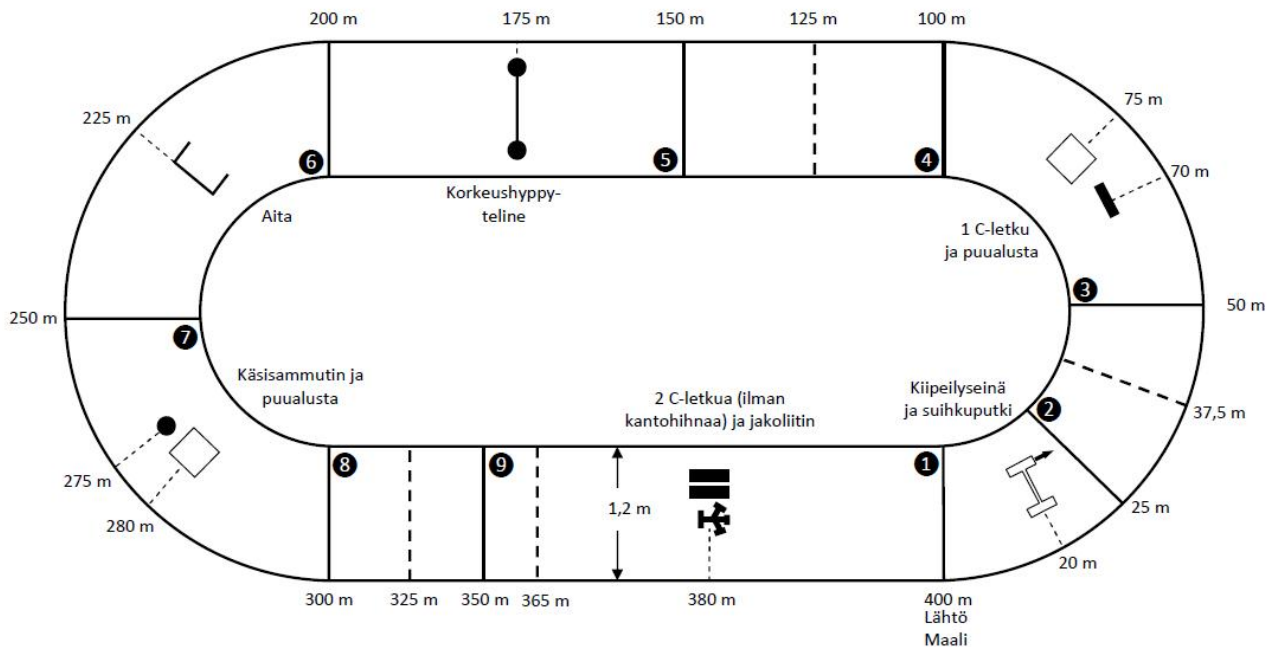 200 m
175 m
150 m
125 m
100 m
75 m
225 m
6
5
4
70 m
Korkeushyppy-
teline
Aita
1 C-letku
ja puualusta
3
250 m
50 m
7
Käsisammutin ja
puualusta
2 C-letkua (ilman
kantohihnaa) ja jakoliitin
Kiipeilyseinä
ja suihkuputki
2
37,5 m
8
9
1
275 m
1,2 m
25 m
280 m
20 m
300 m
325 m
350 m
365 m
380 m
400 m
Lähtö
Maali